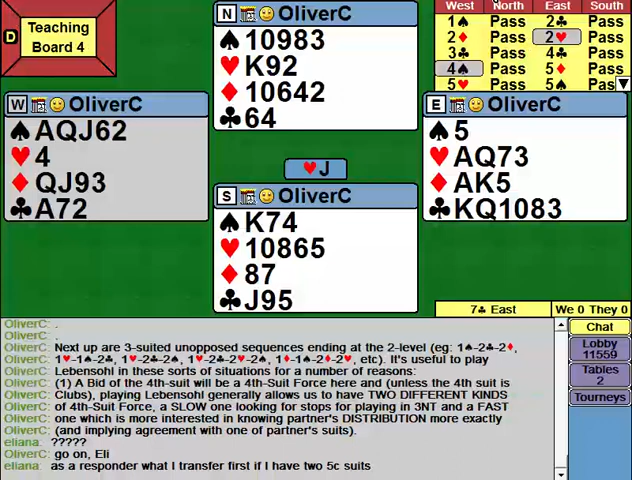 West North East South
D Teaching Board 4
N OliverC
♠10983
♥K92
♦10642
♣64
1♠ Pass 2♣ Pass
2♦ Pass 2♥ Pass
3♣ Pass 4♣ Pass
4♠ Pass 5♦ Pass
5♥ Pass 5♠ Pas
W OliverC
♠AQJ62
♥4
♦QJ93
♣A72
♥J
E OliverC
♠5
♥AQ73
♦AK5
♣KQ1083
S OliverC
♠K74
♥10865
♦87
♣J95
7♣ East We 0 They 0
OliverC: .
OliverC: .
OliverC: Next up are 3-suited unopposed sequences ending at the 2-level (eg: 1♠-2♣-2♦,
OliverC: 1♥-1♠-2♣, 1♥-2♣-2♠, 1♥-2♣-2♥-2♠, 1♦-1♠-2♦-2♥, etc). It's useful to play
OliverC: Lebensohl in these sorts of situations for a number of reasons:
OliverC: (1) A Bid of the 4th-suit will be a 4th-Suit Force here and (unless the 4th suit is
OliverC: Clubs), playing Lebensohl generally allows us to have TWO DIFFERENT KINDS
OliverC: of 4th-Suit Force, a SLOW one looking for stops for playing in 3NT and a FAST
OliverC: one which is more interested in knowing partner's DISTRIBUTION more exactly
OliverC: (and implying agreement with one of partner's suits).
eliana: ?????
OliverC: go on, Eli
eliana: as a responder what I transfer first if I have two 5c suits
Chat
Lobby
11559
Tables
2
Tourneys